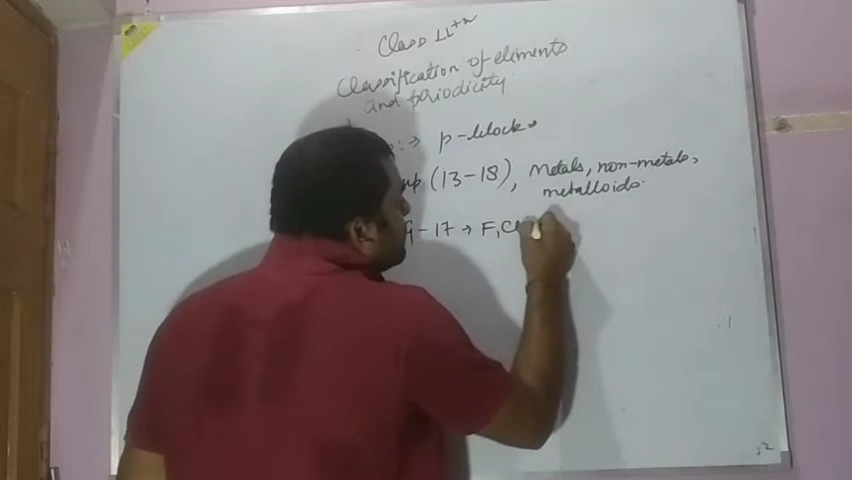 Class 11th
Classification of elements
and periodicity
:→ p-block
(13-18), Metals, non-metals,
metalloids.
g-17 → F, Cl